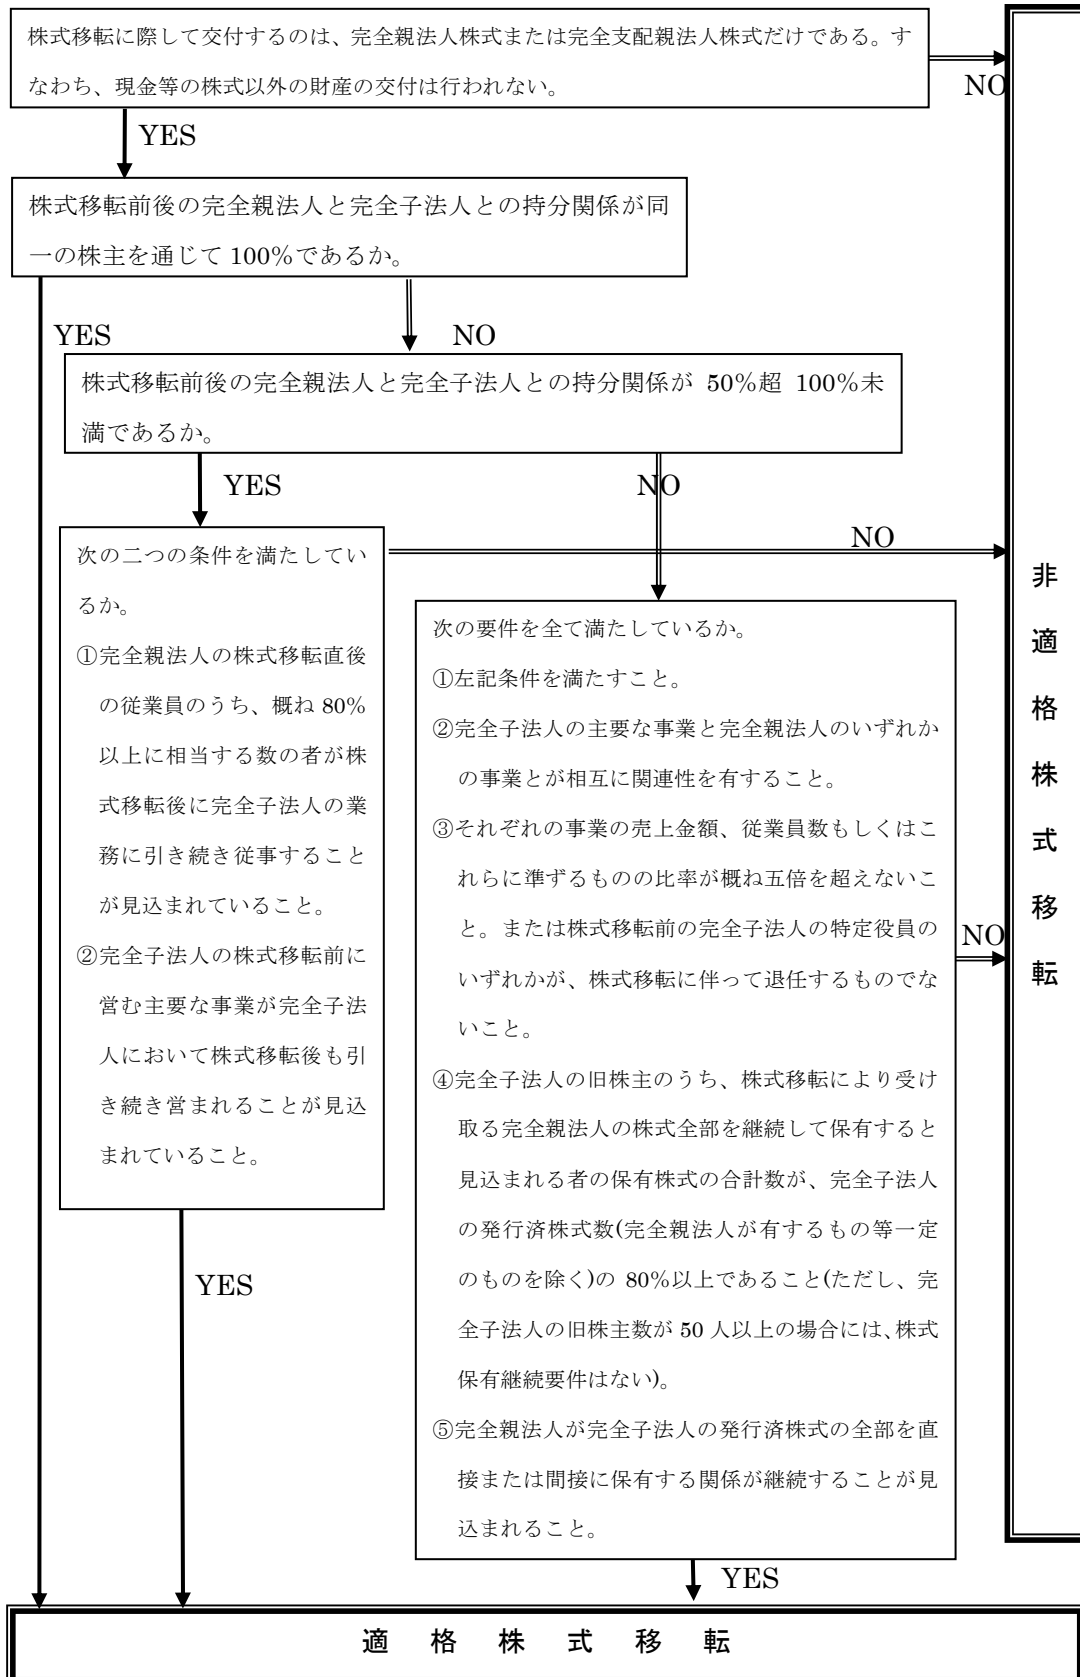 株式移転に際して交付するのは、完全親法人株式または完全支配親法人株式だけである。す
なわち、現金等の株式以外の財産の交付は行われない。
NO
YES
株式移転前後の完全親法人と完全子法人との持分関係が同
一の株主を通じて 100%であるか。
YES
NO
株式移転前後の完全親法人と完全子法人との持分関係が 50%超 100%未
満であるか。
YES
NO
次の二つの条件を満たしてい
るか。
①完全親法人の株式移転直後
の従業員のうち、概ね 80%
以上に相当する数の者が株
式移転後に完全子法人の業
務に引き続き従事すること
が見込まれていること。
②完全子法人の株式移転前に
営む主要な事業が完全子法
人において株式移転後も引
き続き営まれることが見込
まれていること。
NO
YES
次の要件を全て満たしているか。
①左記条件を満たすこと。
②完全子法人の主要な事業と完全親法人のいずれか
の事業とが相互に関連性を有すること。
③それぞれの事業の売上金額、従業員数もしくはこ
れらに準ずるものの比率が概ね五倍を超えないこ
と。または株式移転前の完全子法人の特定役員の
いずれかが、株式移転に伴って退任するものでな
いこと。
④完全子法人の旧株主のうち、株式移転により受け
取る完全親法人の株式全部を継続して保有すると
見込まれる者の保有株式の合計数が、完全子法人
の発行済株式数(完全親法人が有するもの等一定
のものを除く)の 80%以上であること(ただし、完
全子法人の旧株主数が 50 人以上の場合には、株式
保有継続要件はない)。
⑤完全親法人が完全子法人の発行済株式の全部を直
接または間接に保有する関係が継続することが見
込まれること。
NO
YES
非適格株式移転
適格株式移転